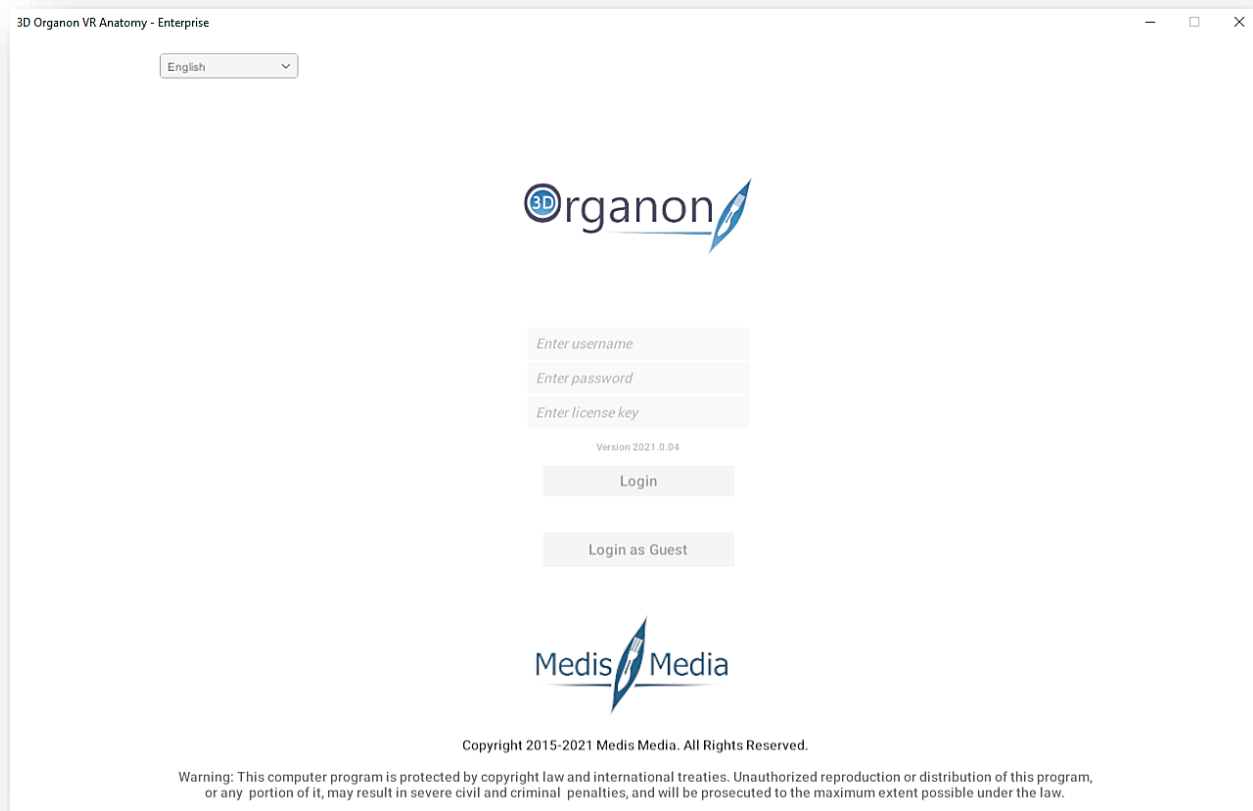 3D Organon VR Anatomy - Enterprise
English
3D Organon
Enter username
Enter password
Enter license key
Version 2021.0.04
Login
Login as Guest
Medis Media
Copyright 2015-2021 Medis Media. All Rights Reserved.
Warning: This computer program is protected by copyright law and international treaties. Unauthorized reproduction or distribution of this program,
or any portion of it, may result in severe civil and criminal penalties, and will be prosecuted to the maximum extent possible under the law.